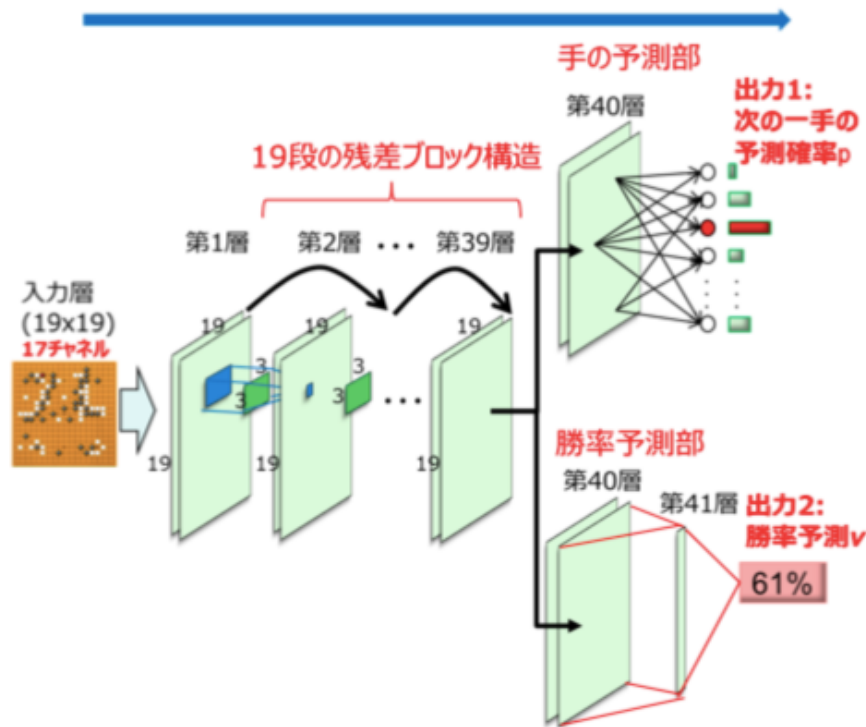 手の予測部
第40層
出力1:
次の一手の
予測確率p
19段の残差ブロック構造
第1層
第2層
・・・
第39層
入力層
(19x19)
17チャネル
19
19
19
3
3
3
3
・・・
19
19
19
勝率予測部
第40層
第41層
出力2:
勝率予測v
61%